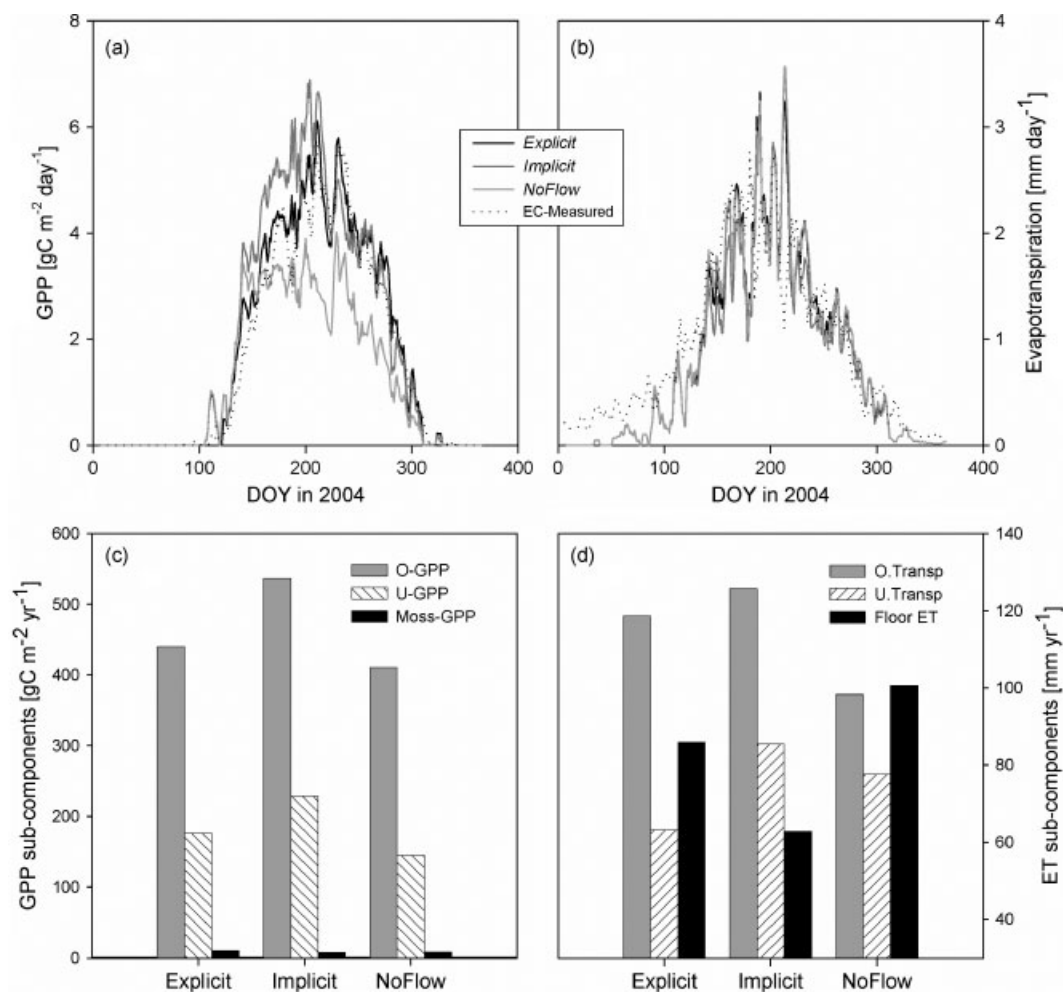 (a)
(b)
8
6
4
2
0
GPP [gC m⁻² day⁻¹]
0 100 200 300 400
DOY in 2004
Explicit
Implicit
NoFlow
EC-Measured
4
3
2
1
0
Evapotranspiration [mm day⁻¹]
0 100 200 300 400
DOY in 2004
(c)
600
500
400
300
200
100
0
GPP sub-components [gC m⁻² yr⁻¹]
O-GPP
U-GPP
Moss-GPP
Explicit Implicit NoFlow
(d)
O.Transp
U.Transp
Floor ET
140
120
100
80
60
40
ET sub-components [mm yr⁻¹]
Explicit Implicit NoFlow